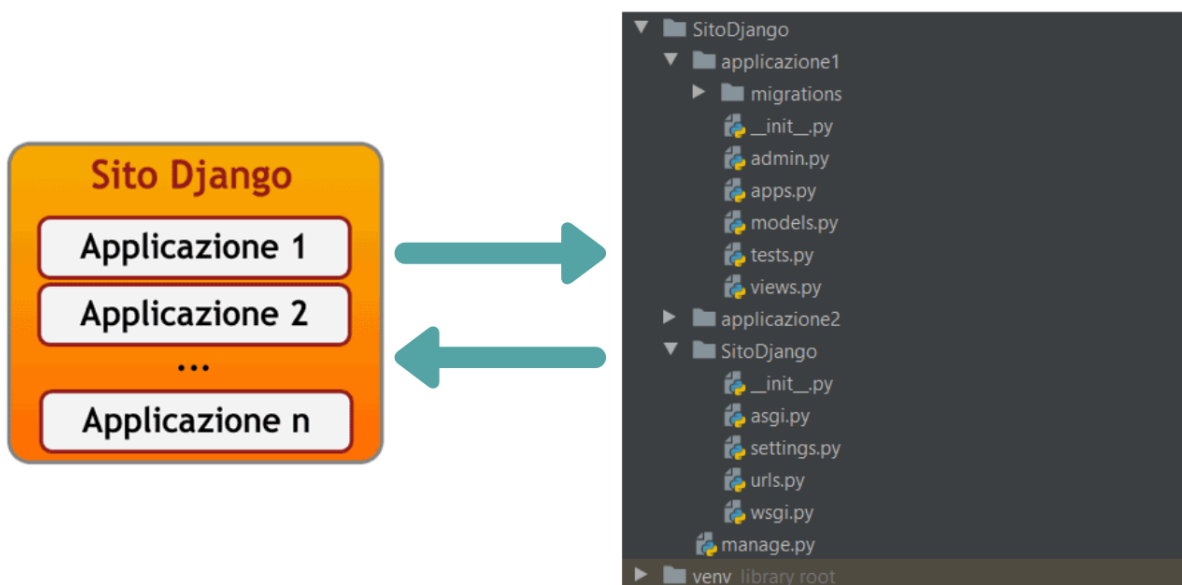 Sito Django
Applicazione 1
Applicazione 2
...
Applicazione n
SitoDjango
applicazione1
migrations
__init__.py
admin.py
apps.py
models.py
tests.py
views.py
applicazione2
SitoDjango
__init__.py
asgi.py
settings.py
urls.py
wsgi.py
manage.py
venv library root